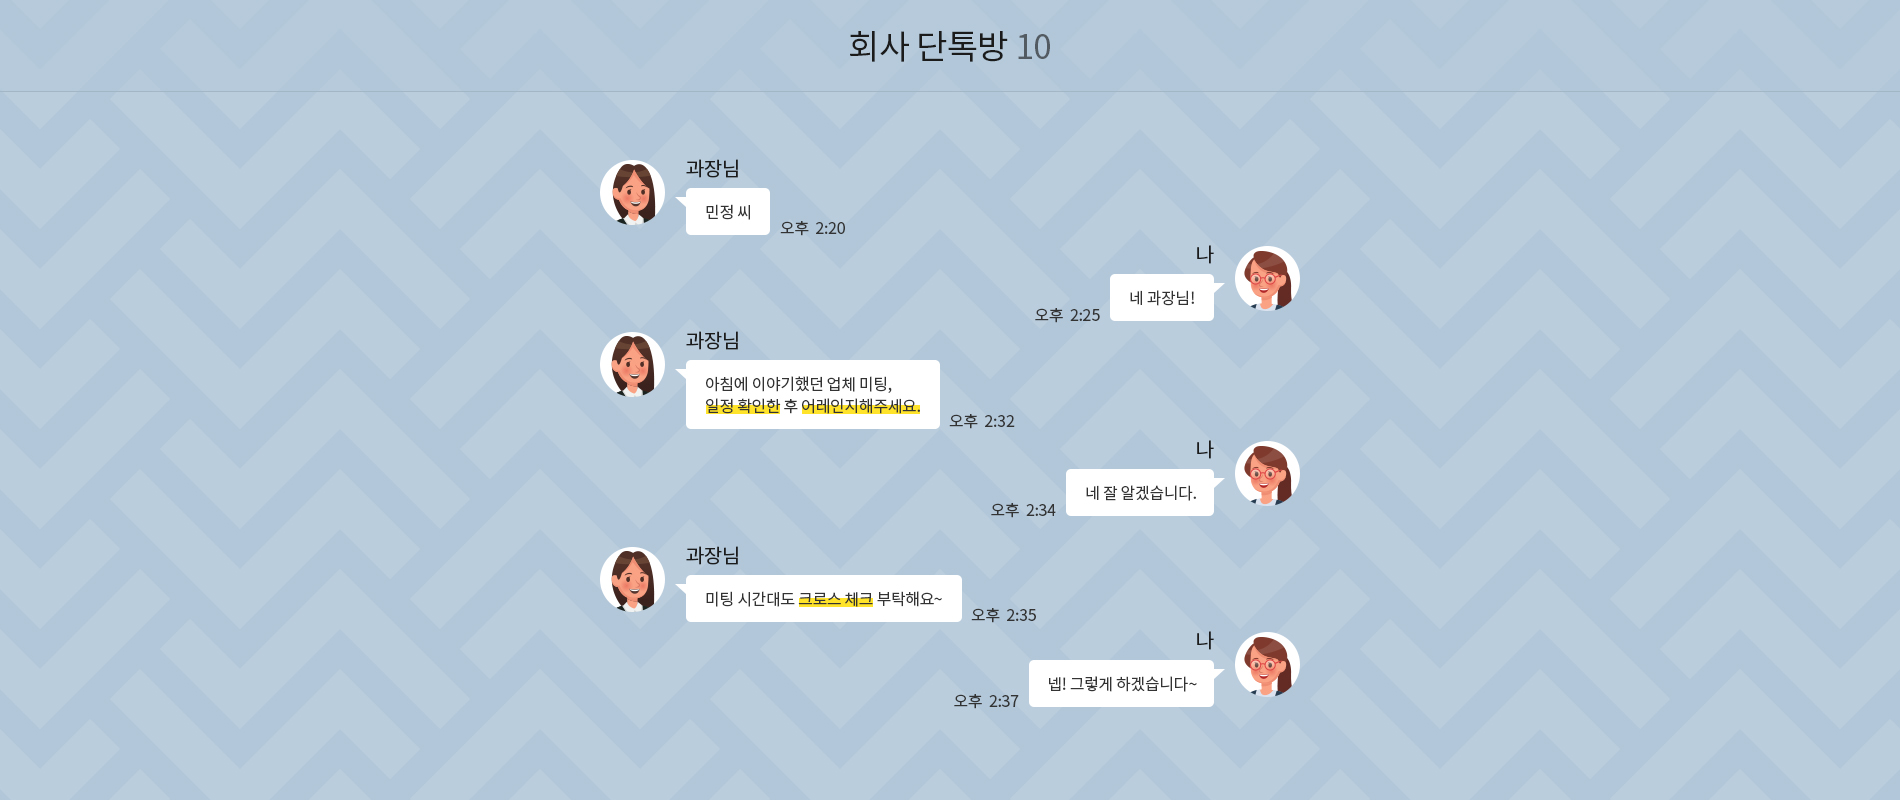 회사 단톡방 10
과장님
민정 씨
오후 2:20
나
네 과장님!
오후 2:25
과장님
아침에 이야기했던 업체 미팅,
일정 확인한 후 어레인지해주세요.
오후 2:32
나
네 잘 알겠습니다.
오후 2:34
과장님
미팅 시간대도 크로스 체크 부탁해요~
오후 2:35
나
넵! 그렇게 하겠습니다~
오후 2:37